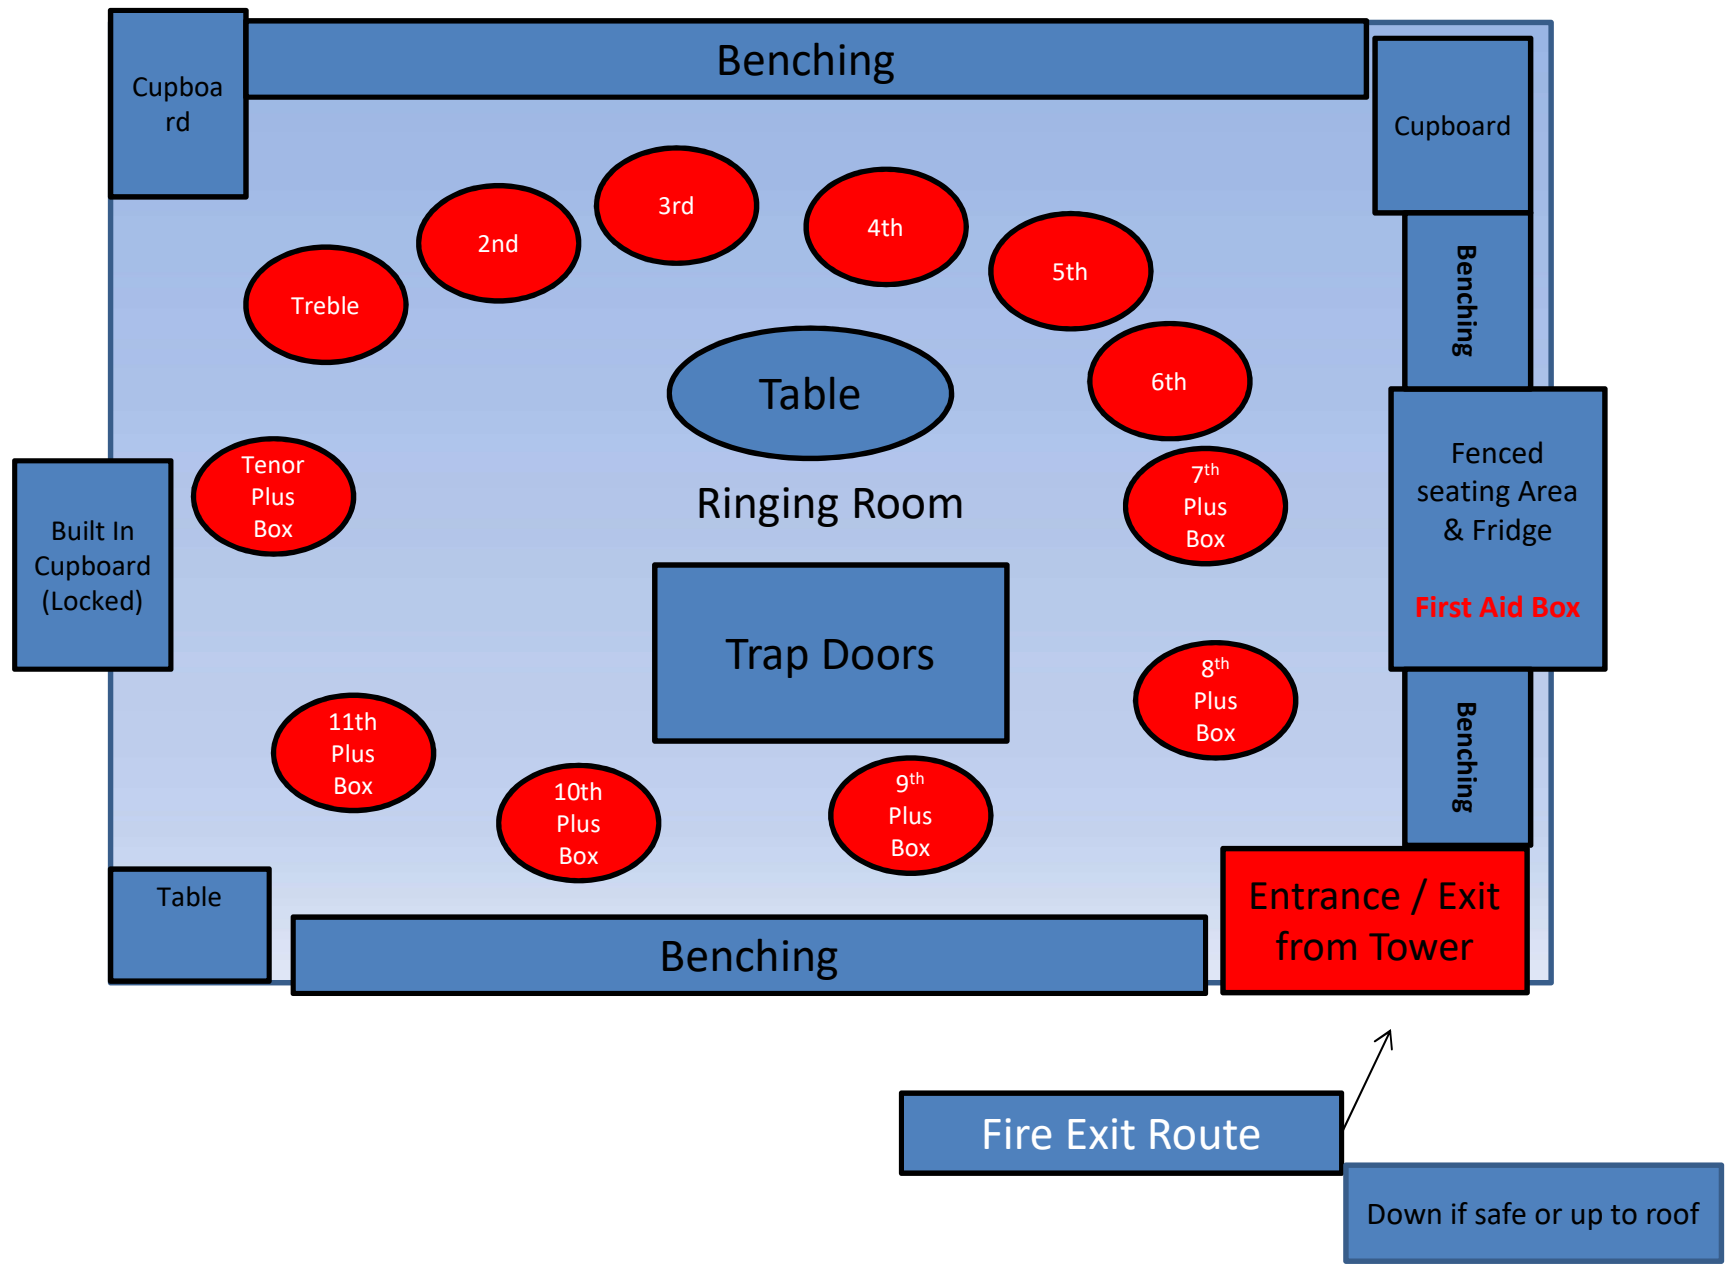 Benching
Cupboa
rd
Cupboard
3rd
4th
2nd
5th
Treble
Benching
6th
Table
Tenor
Plus
Box
Ringing Room
7th
Plus
Box
Fenced
seating Area
& Fridge
First Aid Box
Built In
Cupboard
(Locked)
Trap Doors
8th
Plus
Box
11th
Plus
Box
10th
Plus
Box
9th
Plus
Box
Benching
Table
Benching
Entrance / Exit
from Tower
Fire Exit Route
Down if safe or up to roof